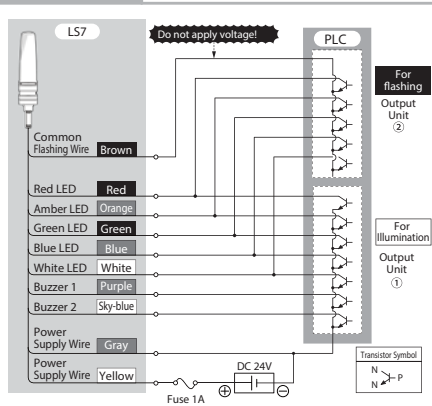 LS7
Do not apply voltage!
PLC
For
flashing
Output
Unit
②
Common
Flashing Wire Brown
Red LED Red
Amber LED Orange
Green LED Green
Blue LED Blue
White LED White
Buzzer 1 Purple
Buzzer 2 Sky-blue
Power
Supply Wire Gray
Power
Supply Wire Yellow
For
Illumination
Output
Unit
①
DC 24V
Fuse 1A
⊕ ⊖
Transistor Symbol
N
P
N